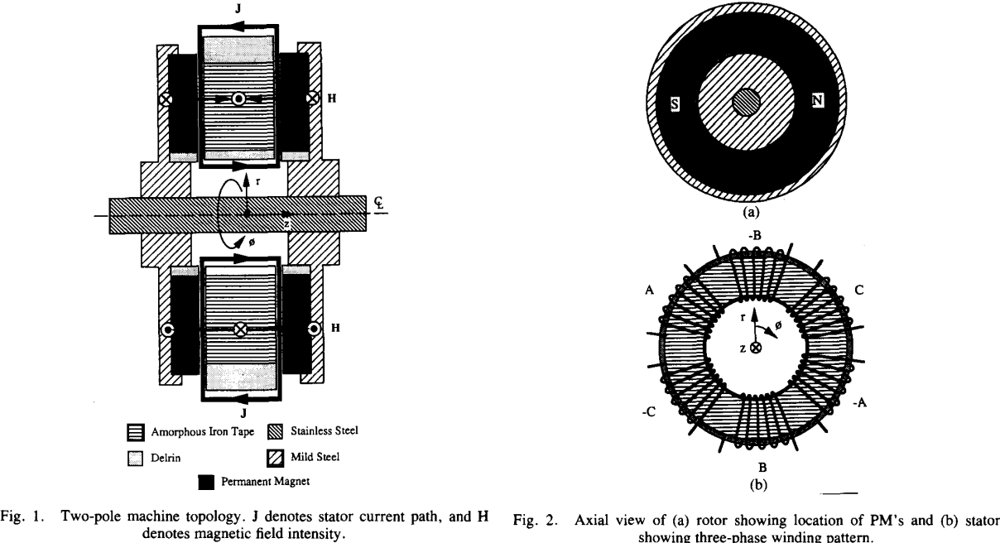 J
H
r
℄
z
ø
H
J
Amorphous Iron Tape
Stainless Steel
Delrin
Mild Steel
Permanent Magnet
Fig. 1. Two-pole machine topology. J denotes stator current path, and H
denotes magnetic field intensity.
S
N
(a)
-B
A
C
r
ø
z
-C
-A
B
(b)
Fig. 2. Axial view of (a) rotor showing location of PM's and (b) stator
showing three-phase winding pattern.